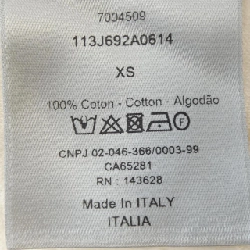 7004509
113J692A0614
XS
100% Coton - Cotton - Algodão
CNPJ 02-046-366/0003-99
CA65281
RN : 143628
Made In ITALY
ITALIA